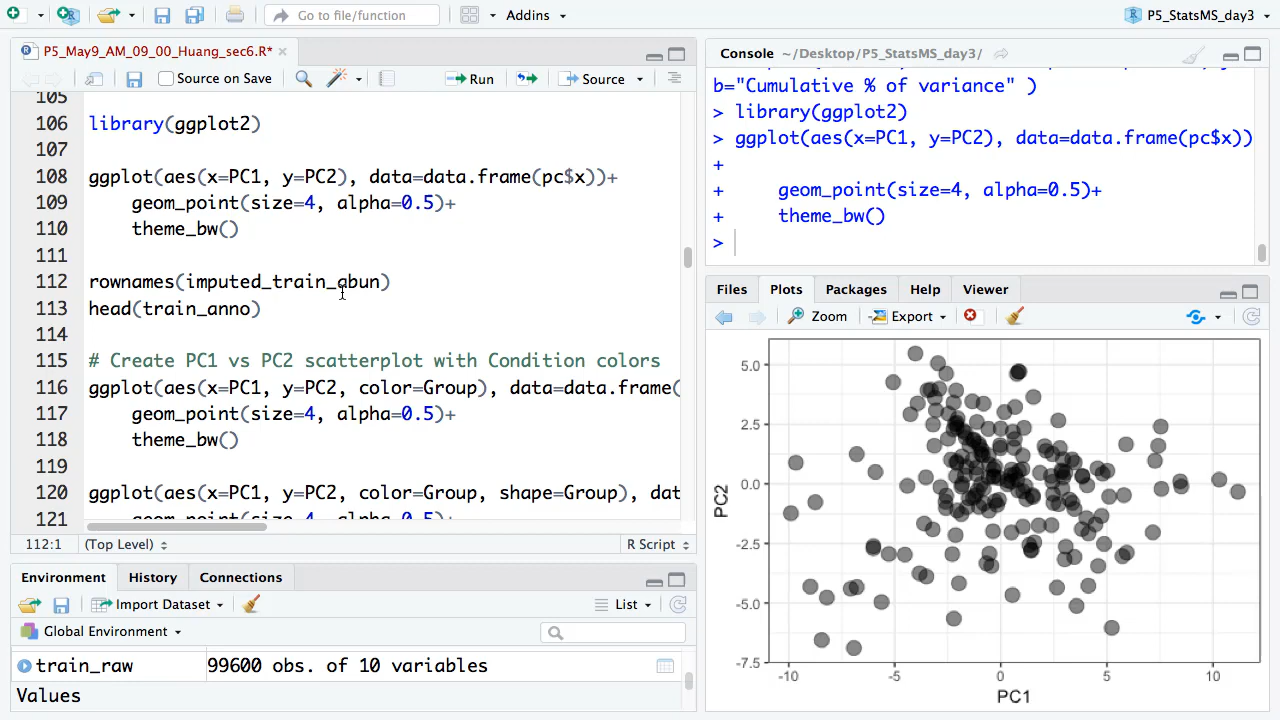 Go to file/function
Addins
P5_StatsMS_day3
P5_May9_AM_09_00_Huang_sec6.R*
Source on Save
Run
Source
105
106 library(ggplot2)
107
108 ggplot(aes(x=PC1, y=PC2), data=data.frame(pc$x))+
109 geom_point(size=4, alpha=0.5)+
110 theme_bw()
111
112 rownames(imputed_train_abun)
113 head(train_anno)
114
115 # Create PC1 vs PC2 scatterplot with Condition colors
116 ggplot(aes(x=PC1, y=PC2, color=Group), data=data.frame(
117 geom_point(size=4, alpha=0.5)+
118 theme_bw()
119
120 ggplot(aes(x=PC1, y=PC2, color=Group, shape=Group), dat
121 geom_point(size=4, alpha=0.5)+
112:1
(Top Level)
R Script
Environment
History
Connections
Import Dataset
List
Global Environment
train_raw
99600 obs. of 10 variables
Values
Console ~/Desktop/P5_StatsMS_day3/
b="Cumulative % of variance" )
> library(ggplot2)
> ggplot(aes(x=PC1, y=PC2), data=data.frame(pc$x))
+
+ geom_point(size=4, alpha=0.5)+
+ theme_bw()
>
Files
Plots
Packages
Help
Viewer
Zoom
Export
5.0
2.5
0.0
-2.5
-5.0
-7.5
PC2
-10
-5
0
5
10
PC1